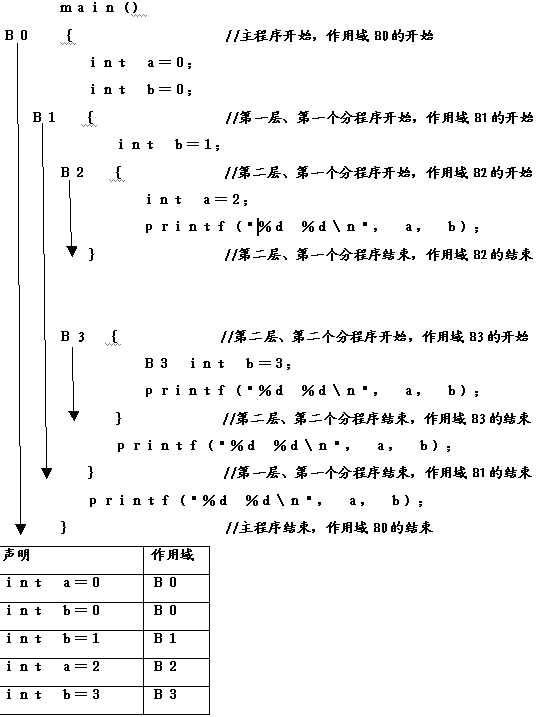 main()
B0 { //主程序开始，作用域B0的开始
int a=0;
int b=0;
B1 { //第一层、第一个分程序开始，作用域B1的开始
int b=1;
B2 { //第二层、第一个分程序开始，作用域B2的开始
int a=2;
printf("%d %d\n", a, b);
} //第二层、第一个分程序结束，作用域B2的结束
B3 { //第二层、第二个分程序开始，作用域B3的开始
B3 int b=3;
printf("%d %d\n", a, b);
} //第二层、第二个分程序结束，作用域B3的结束
printf("%d %d\n", a, b);
} //第一层、第一个分程序结束，作用域B1的结束
printf("%d %d\n", a, b);
} //主程序结束，作用域B0的结束
声明 作用域
int a=0 B0
int b=0 B0
int b=1 B1
int a=2 B2
int b=3 B3